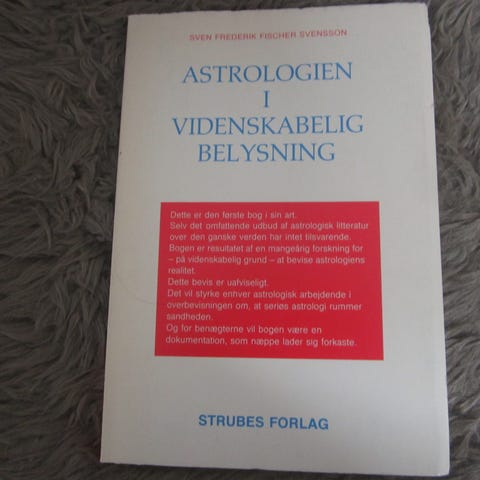 SVEN FREDERIK FISCHER SVENSSON
ASTROLOGIEN
I
VIDENSKABELIG
BELYSNING
Dette er den første bog i sin art.
Selv det omfattende udbud af astrologisk litteratur
over den ganske verden har intet tilsvarende.
Bogen er resultatet af en mangeårig forskning for
– på videnskabelig grund – at bevise astrologiens
realitet.
Dette bevis er uafviseligt.
Det vil styrke enhver astrologisk arbejdende i
overbevisningen om, at seriøs astrologi rummer
sandheden.
Og for benægterne vil bogen være en
dokumentation, som næppe lader sig forkaste.
STRUBES FORLAG